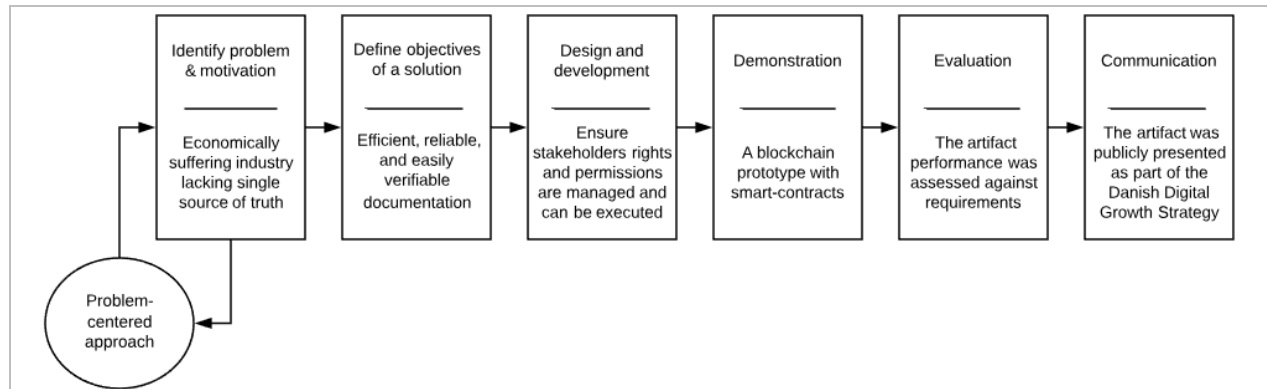 Identify problem
& motivation
Economically
suffering industry
lacking single
source of truth
Define objectives
of a solution
Efficient, reliable,
and easily
verifiable
documentation
Design and
development
Ensure
stakeholders rights
and permissions
are managed and
can be executed
Demonstration
A blockchain
prototype with
smart-contracts
Evaluation
The artifact
performance was
assessed against
requirements
Communication
The artifact was
publicly presented
as part of the
Danish Digital
Growth Strategy
Problem-
centered
approach